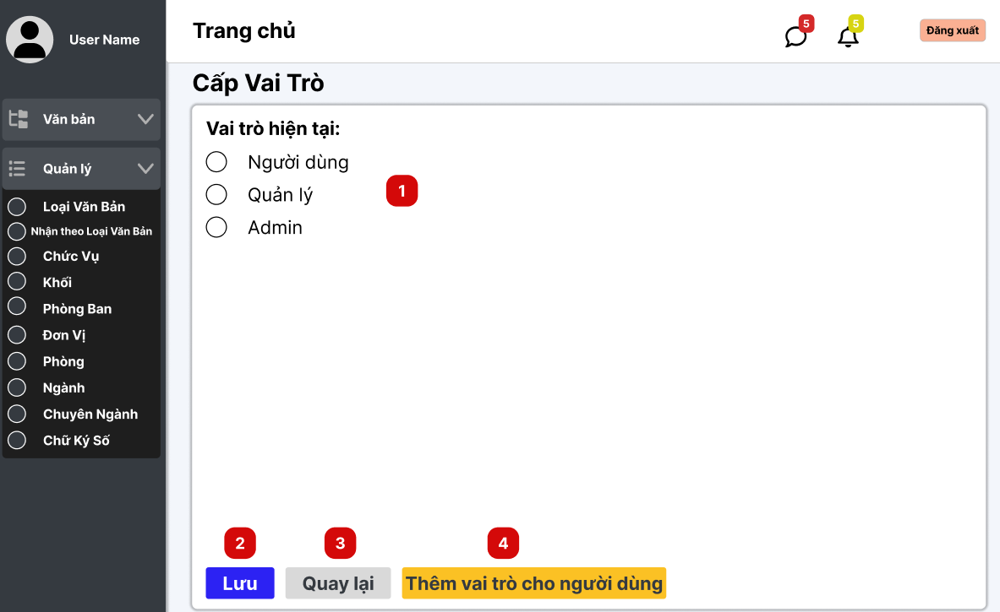 User Name
Văn bản
Quản lý
Loại Văn Bản
Nhận theo Loại Văn Bản
Chức Vụ
Khối
Phòng Ban
Đơn Vị
Phòng
Ngành
Chuyên Ngành
Chữ Ký Số
Trang chủ
5
5
Đăng xuất
Cấp Vai Trò
Vai trò hiện tại:
Người dùng
Quản lý
1
Admin
2
3
4
Lưu
Quay lại
Thêm vai trò cho người dùng